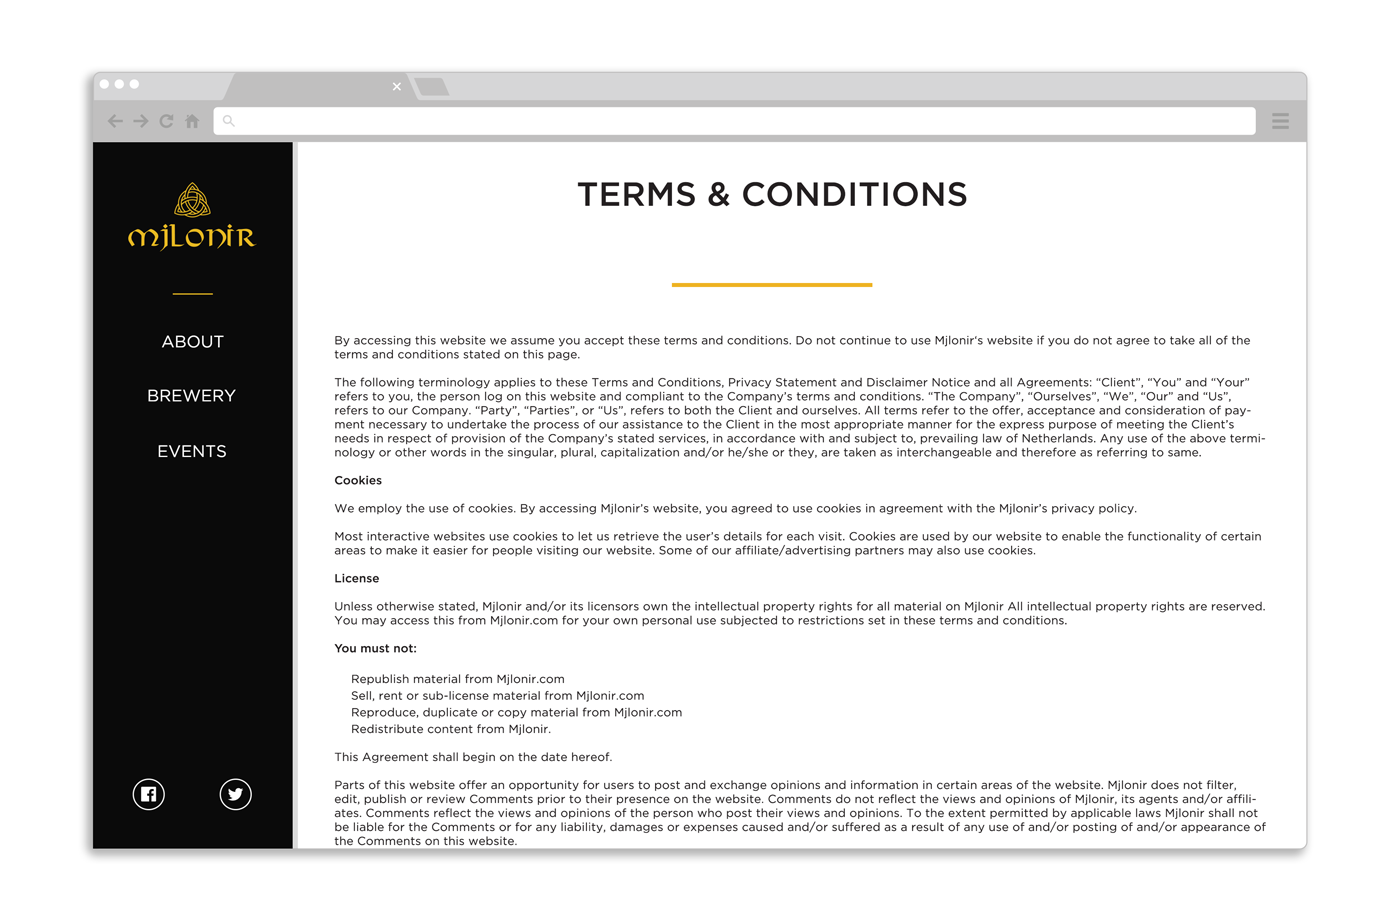 mjlonir
ABOUT
BREWERY
EVENTS
TERMS & CONDITIONS
By accessing this website we assume you accept these terms and conditions. Do not continue to use Mjlonir‘s website if you do not agree to take all of the
terms and conditions stated on this page.
The following terminology applies to these Terms and Conditions, Privacy Statement and Disclaimer Notice and all Agreements: “Client”, “You” and “Your”
refers to you, the person log on this website and compliant to the Company’s terms and conditions. “The Company”, “Ourselves”, “We”, “Our” and “Us”,
refers to our Company. “Party”, “Parties”, or “Us”, refers to both the Client and ourselves. All terms refer to the offer, acceptance and consideration of pay-
ment necessary to undertake the process of our assistance to the Client in the most appropriate manner for the express purpose of meeting the Client’s
needs in respect of provision of the Company’s stated services, in accordance with and subject to, prevailing law of Netherlands. Any use of the above termi-
nology or other words in the singular, plural, capitalization and/or he/she or they, are taken as interchangeable and therefore as referring to same.
Cookies
We employ the use of cookies. By accessing Mjlonir’s website, you agreed to use cookies in agreement with the Mjlonir’s privacy policy.
Most interactive websites use cookies to let us retrieve the user’s details for each visit. Cookies are used by our website to enable the functionality of certain
areas to make it easier for people visiting our website. Some of our affiliate/advertising partners may also use cookies.
License
Unless otherwise stated, Mjlonir and/or its licensors own the intellectual property rights for all material on Mjlonir All intellectual property rights are reserved.
You may access this from Mjlonir.com for your own personal use subjected to restrictions set in these terms and conditions.
You must not:
Republish material from Mjlonir.com
Sell, rent or sub-license material from Mjlonir.com
Reproduce, duplicate or copy material from Mjlonir.com
Redistribute content from Mjlonir.
This Agreement shall begin on the date hereof.
Parts of this website offer an opportunity for users to post and exchange opinions and information in certain areas of the website. Mjlonir does not filter,
edit, publish or review Comments prior to their presence on the website. Comments do not reflect the views and opinions of Mjlonir, its agents and/or affili-
ates. Comments reflect the views and opinions of the person who post their views and opinions. To the extent permitted by applicable laws Mjlonir shall not
be liable for the Comments or for any liability, damages or expenses caused and/or suffered as a result of any use of and/or posting of and/or appearance of
the Comments on this website.